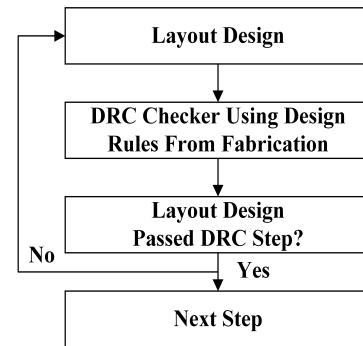 Layout Design
DRC Checker Using Design
Rules From Fabrication
Layout Design
Passed DRC Step?
No
Yes
Next Step